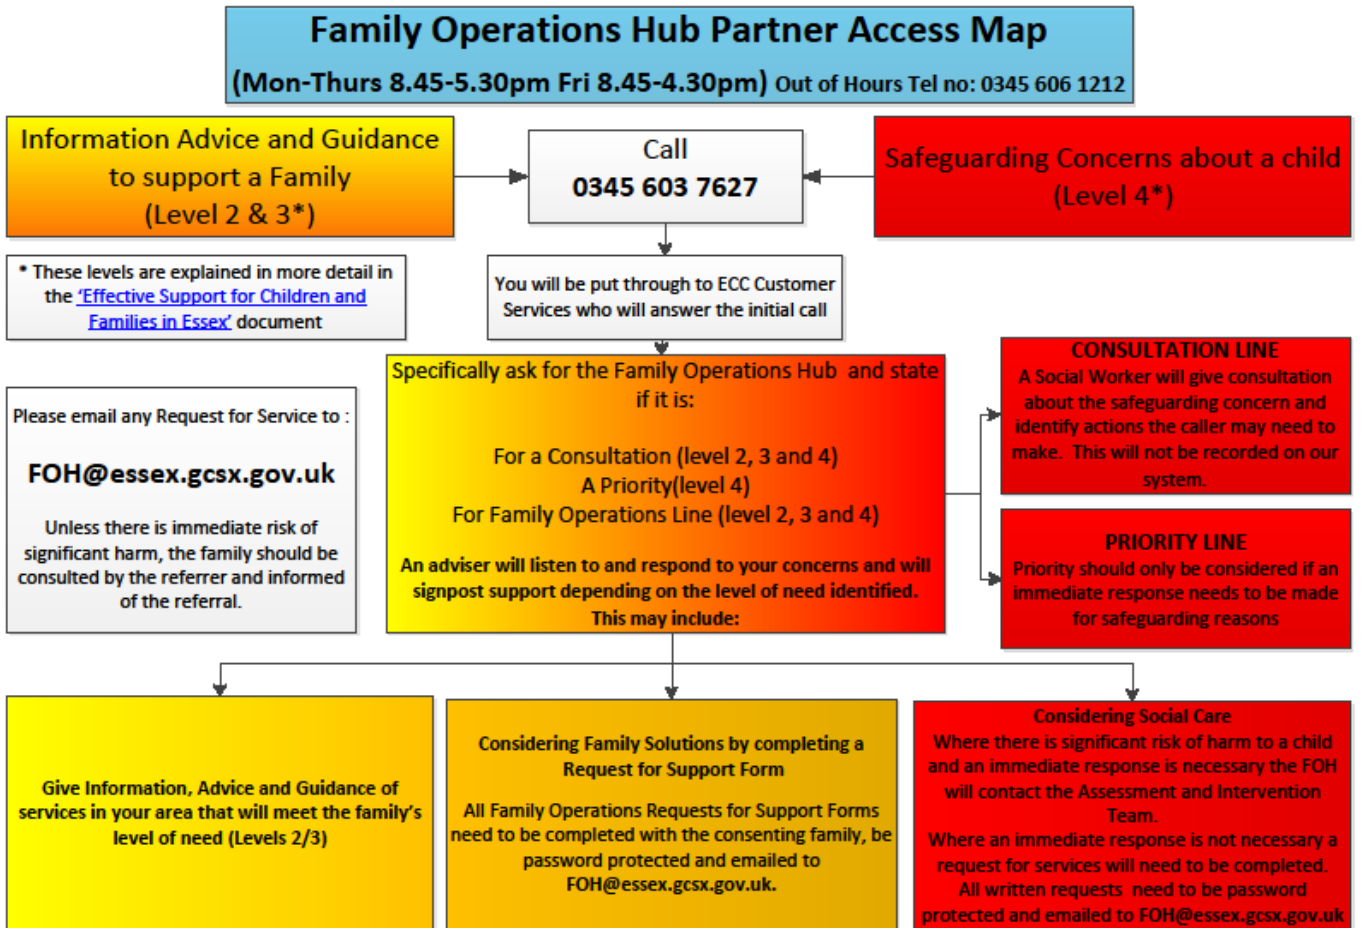 Family Operations Hub Partner Access Map
(Mon-Thurs 8.45-5.30pm Fri 8.45-4.30pm) Out of Hours Tel no: 0345 606 1212
Information Advice and Guidance
to support a Family
(Level 2 & 3*)
Call
0345 603 7627
Safeguarding Concerns about a child
(Level 4*)
* These levels are explained in more detail in
the 'Effective Support for Children and
Families in Essex' document
You will be put through to ECC Customer
Services who will answer the initial call
Please email any Request for Service to :
FOH@essex.gcsx.gov.uk
Unless there is immediate risk of
significant harm, the family should be
consulted by the referrer and informed
of the referral.
Specifically ask for the Family Operations Hub and state
if it is:
For a Consultation (level 2, 3 and 4)
A Priority(level 4)
For Family Operations Line (level 2, 3 and 4)
An adviser will listen to and respond to your concerns and will
signpost support depending on the level of need identified.
This may include:
CONSULTATION LINE
A Social Worker will give consultation
about the safeguarding concern and
identify actions the caller may need to
make. This will not be recorded on our
system.
PRIORITY LINE
Priority should only be considered if an
immediate response needs to be made
for safeguarding reasons
Give Information, Advice and Guidance of
services in your area that will meet the family's
level of need (Levels 2/3)
Considering Family Solutions by completing a
Request for Support Form
All Family Operations Requests for Support Forms
need to be completed with the consenting family, be
password protected and emailed to
FOH@essex.gcsx.gov.uk.
Considering Social Care
Where there is significant risk of harm to a child
and an immediate response is necessary the FOH
will contact the Assessment and Intervention
Team.
Where an immediate response is not necessary a
request for services will need to be completed.
All written requests need to be password
protected and emailed to FOH@essex.gcsx.gov.uk